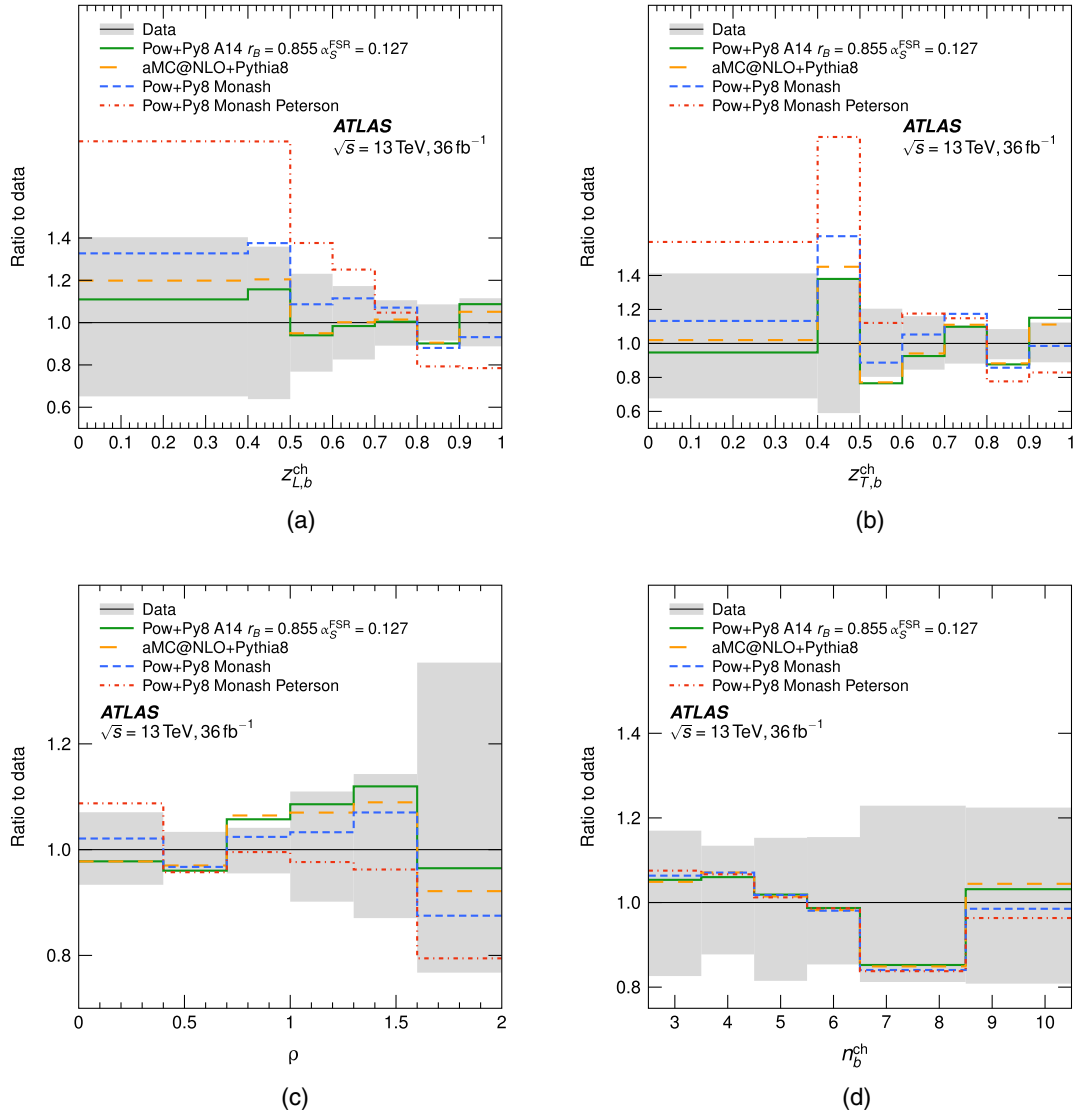 Data
Pow+Py8 A14 r_B = 0.855 α_S^FSR = 0.127
aMC@NLO+Pythia8
Pow+Py8 Monash
Pow+Py8 Monash Peterson
ATLAS
√s = 13 TeV, 36 fb⁻¹
Ratio to data
1.4
1.2
1.0
0.8
0.6
0 0.1 0.2 0.3 0.4 0.5 0.6 0.7 0.8 0.9 1
z_{L,b}^{ch}
(a)
Data
Pow+Py8 A14 r_B = 0.855 α_S^FSR = 0.127
aMC@NLO+Pythia8
Pow+Py8 Monash
Pow+Py8 Monash Peterson
ATLAS
√s = 13 TeV, 36 fb⁻¹
Ratio to data
1.4
1.2
1.0
0.8
0.6
0 0.1 0.2 0.3 0.4 0.5 0.6 0.7 0.8 0.9 1
z_{T,b}^{ch}
(b)
Data
Pow+Py8 A14 r_B = 0.855 α_S^FSR = 0.127
aMC@NLO+Pythia8
Pow+Py8 Monash
Pow+Py8 Monash Peterson
ATLAS
√s = 13 TeV, 36 fb⁻¹
Ratio to data
1.2
1.0
0.8
0 0.5 1 1.5 2
ρ
(c)
Data
Pow+Py8 A14 r_B = 0.855 α_S^FSR = 0.127
aMC@NLO+Pythia8
Pow+Py8 Monash
Pow+Py8 Monash Peterson
ATLAS
√s = 13 TeV, 36 fb⁻¹
Ratio to data
1.4
1.2
1.0
0.8
3 4 5 6 7 8 9 10
n_b^{ch}
(d)